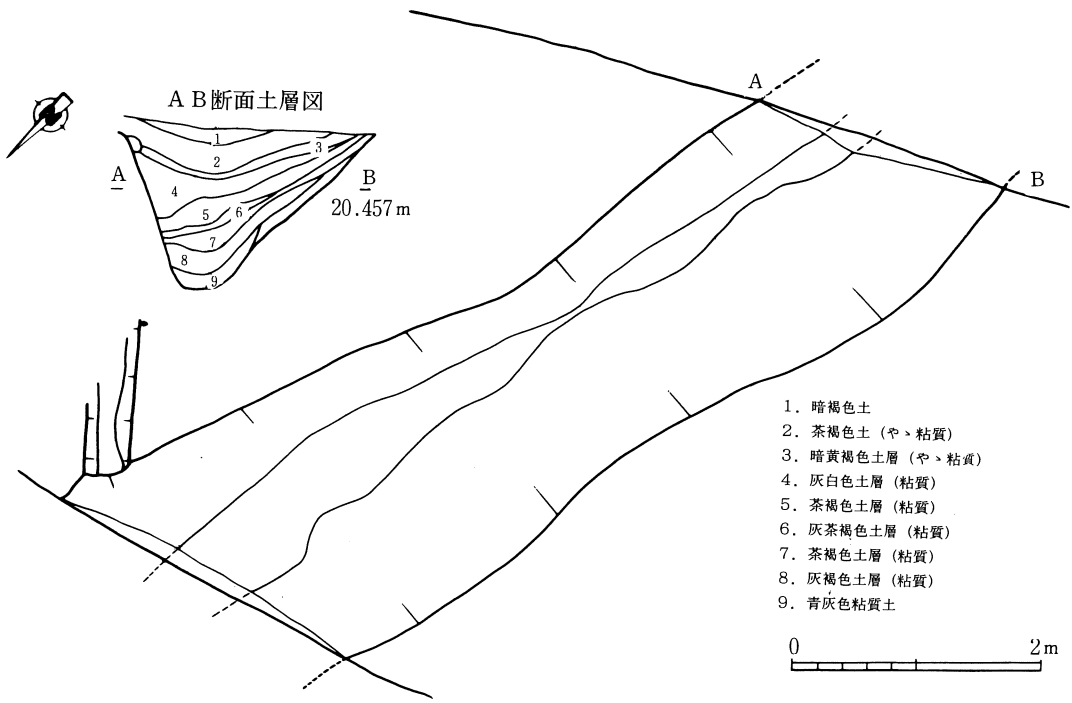 A B断面土層図
A
B
20.457m
1
2
3
4
5
6
7
8
9
A
B
1. 暗褐色土
2. 茶褐色土 (やゝ粘質)
3. 暗黄褐色土層 (やゝ粘質)
4. 灰白色土層 (粘質)
5. 茶褐色土層 (粘質)
6. 灰茶褐色土層 (粘質)
7. 茶褐色土層 (粘質)
8. 灰褐色土層 (粘質)
9. 青灰色粘質土
0 2m